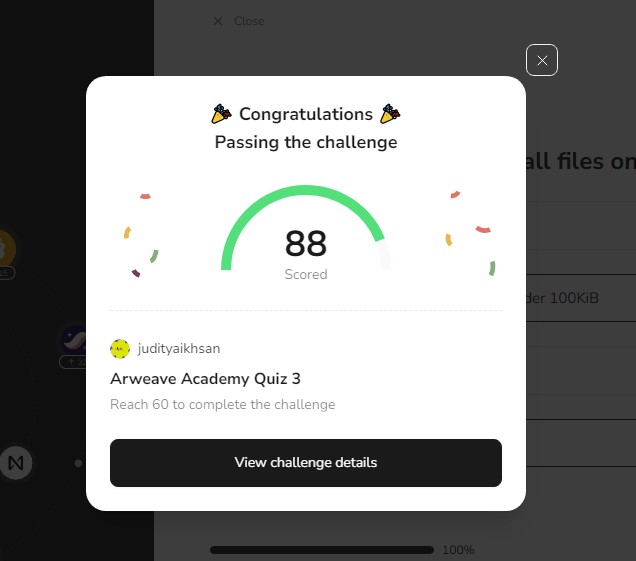 Close
Congratulations
Passing the challenge
all files on
88
Scored
der 100KiB
judityaikhsan
Arweave Academy Quiz 3
Reach 60 to complete the challenge
View challenge details
100%